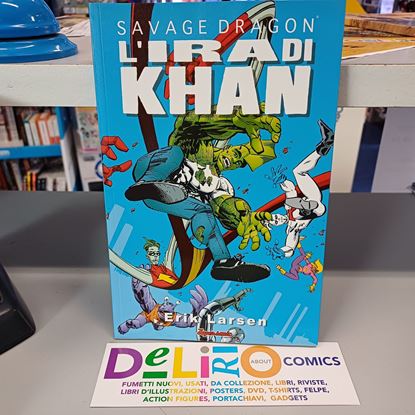 SAVAGE DRAGON
L'IRA DI
KHAN
Erik Larsen
DeLiRiO ABOUT COMICS
FUMETTI NUOVI, USATI, DA COLLEZIONE, LIBRI, RIVISTE,
LIBRI D'ILLUSTRAZIONI, POSTERS, DVD, T-SHIRTS, FELPE,
ACTION FIGURES, PORTACHIAVI, GADGETS